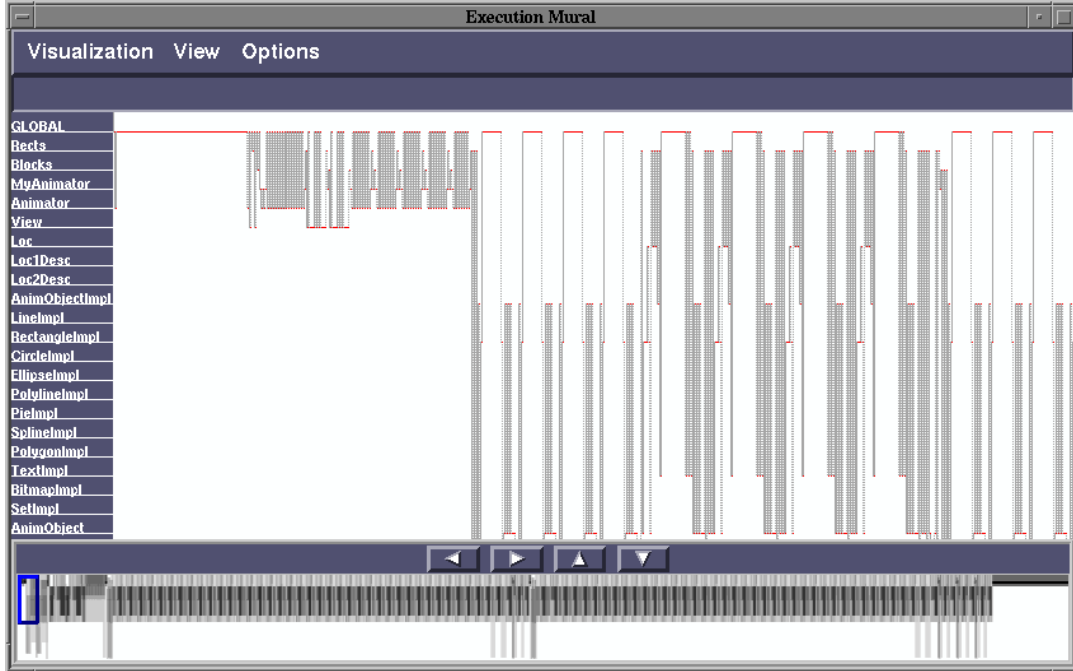 Execution Mural
Visualization View Options
GLOBAL
Rects
Blocks
MyAnimator
Animator
View
Loc
Loc1Desc
Loc2Desc
AnimObjectImpl
LineImpl
RectangleImpl
CircleImpl
EllipseImpl
PolylineImpl
PieImpl
SplineImpl
PolygonImpl
TextImpl
BitmapImpl
SetImpl
AnimObject